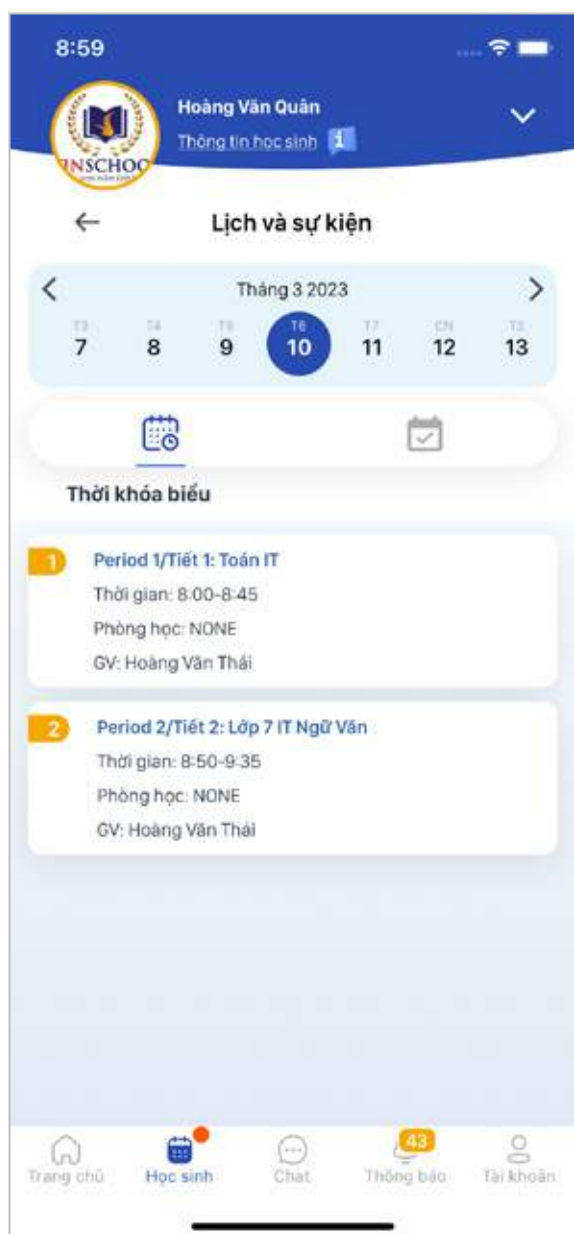 8:59
Hoàng Văn Quân
Thông tin học sinh
Lịch và sự kiện
Tháng 3 2023
T3 T4 T5 T6 T7 CN T2
7 8 9 10 11 12 13
Thời khóa biểu
1 Period 1/Tiết 1: Toán IT
Thời gian: 8:00-8:45
Phòng học: NONE
GV: Hoàng Văn Thái
2 Period 2/Tiết 2: Lớp 7 IT Ngữ Văn
Thời gian: 8:50-9:35
Phòng học: NONE
GV: Hoàng Văn Thái
43
Trang chủ Học sinh Chat Thông báo Tài khoản